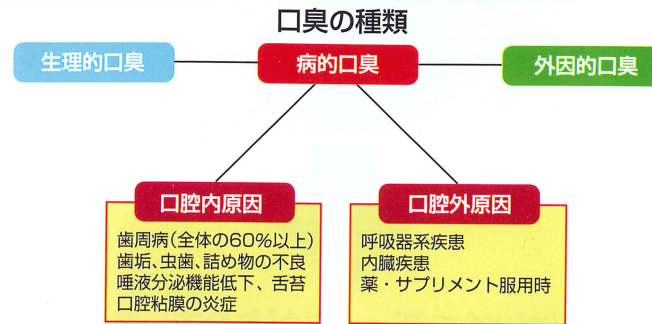 口臭の種類
生理的口臭
病的口臭
外因的口臭
口腔内原因
歯周病(全体の60%以上)
歯垢、虫歯、詰め物の不良
唾液分泌機能低下、舌苔
口腔粘膜の炎症
口腔外原因
呼吸器系疾患
内臓疾患
薬・サプリメント服用時